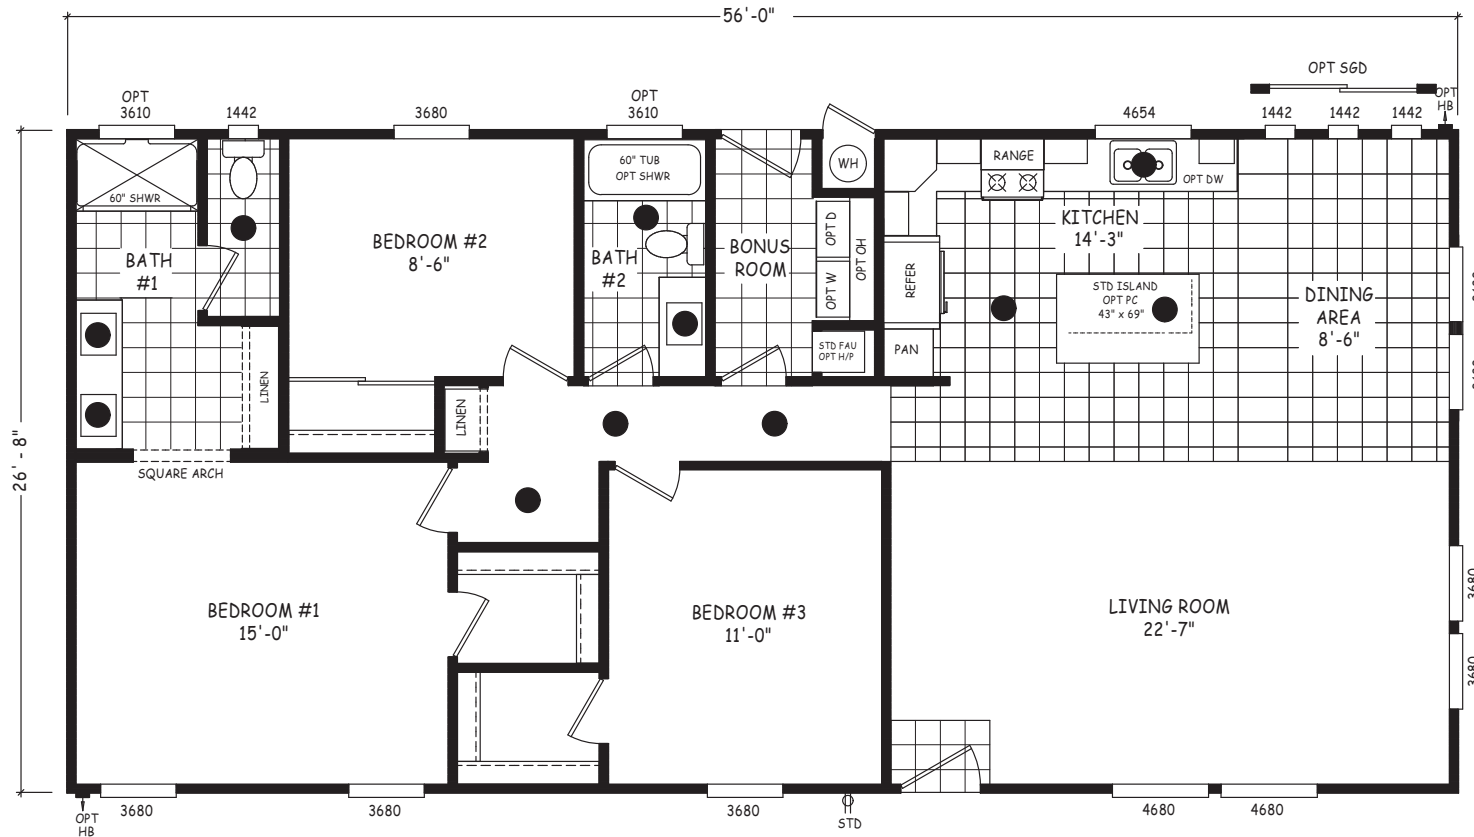 56'-0"
OPT SGD
OPT
3610
1442
3680
OPT
3610
4654
1442
1442
1442
OPT
HB
60" SHWR
60" TUB
OPT SHWR
WH
RANGE
OPT DW
BATH
#1
BEDROOM #2
8'-6"
BATH
#2
BONUS
ROOM
OPT D
OPT W
OPT OH
REFER
KITCHEN
14'-3"
STD ISLAND
OPT PC
43" x 69"
DINING
AREA
8'-6"
STD FAU
OPT H/P
PAN
LINEN
LINEN
SQUARE ARCH
26' - 8"
BEDROOM #1
15'-0"
BEDROOM #3
11'-0"
LIVING ROOM
22'-7"
3680
3680
OPT
HB
3680
3680
3680
STD
4680
4680